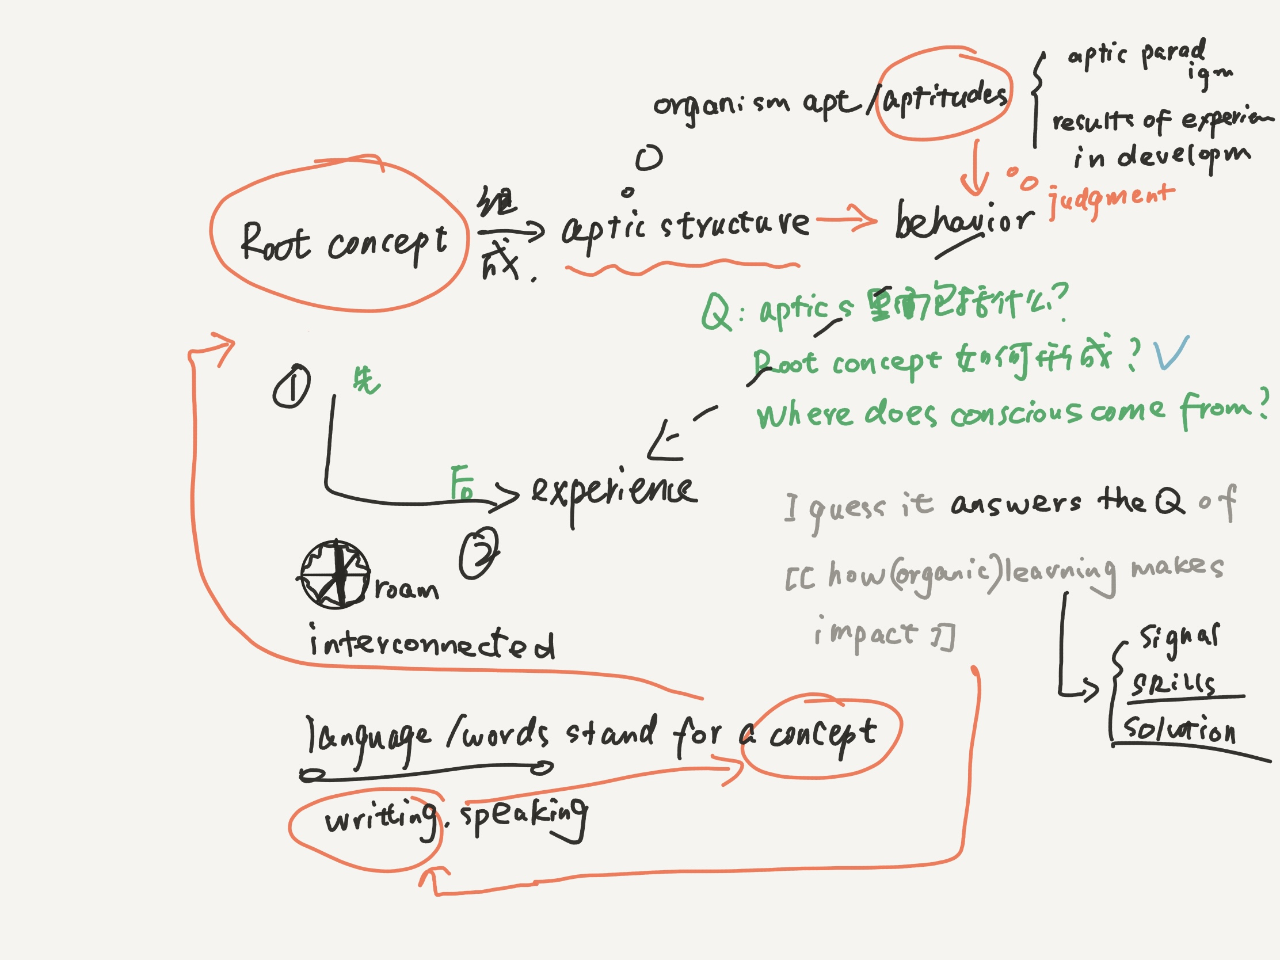 aptic parad
igm
organism apt/aptitudes
results of experien
in developm
judgment
Root concept
组
成.
aptic structure
behavior
Q: aptics 里面包括什么?
Root concept 在如何形成?
where does conscious come from?
① 先
后
②
experience
I guess it answers the Q of
[[ how (organic) learning makes
impact ]]
roam
interconnected
signal
skills
solution
language/words stand for a concept
writting. speaking